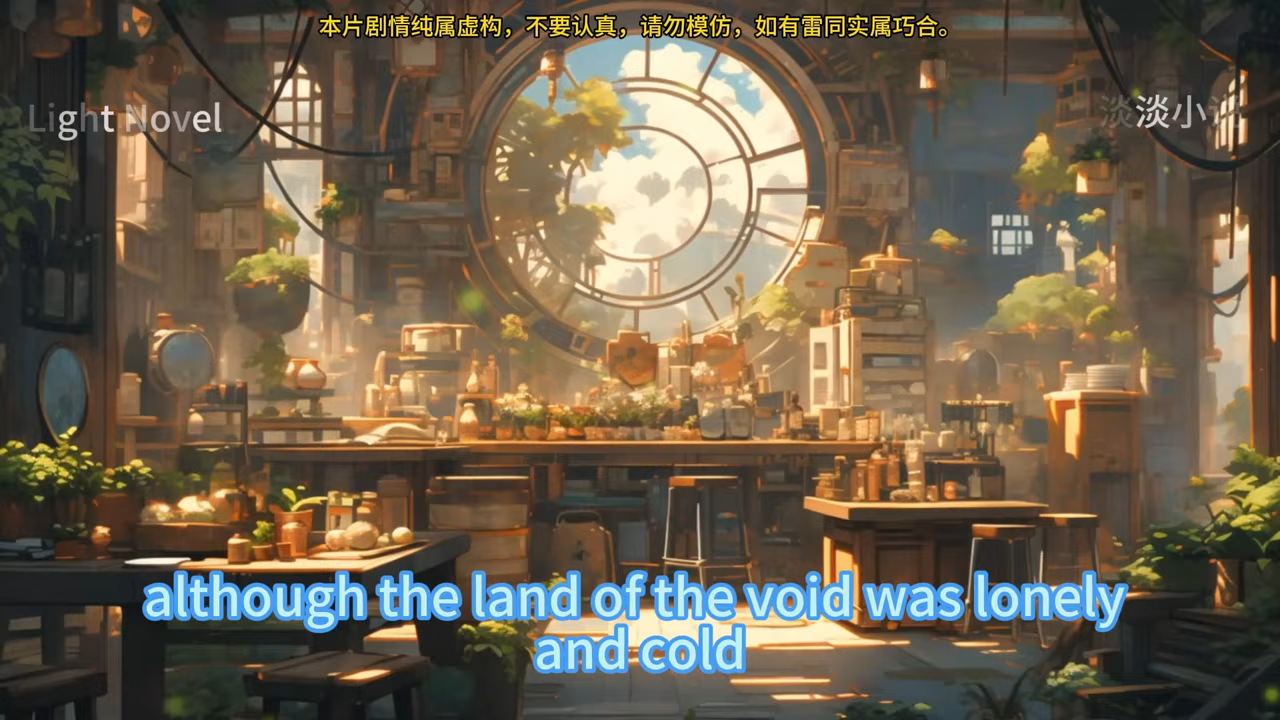 本片剧情纯属虚构，不要认真，请勿模仿，如有雷同实属巧合。
Light Novel
淡淡小
although the land of the void was lonely
and cold